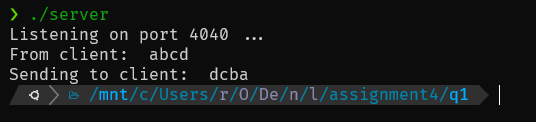 ❯ ./server
Listening on port 4040 ...
From client:  abcd
Sending to client:  dcba
/mnt/c/Users/r/O/De/n/l/assignment4/q1